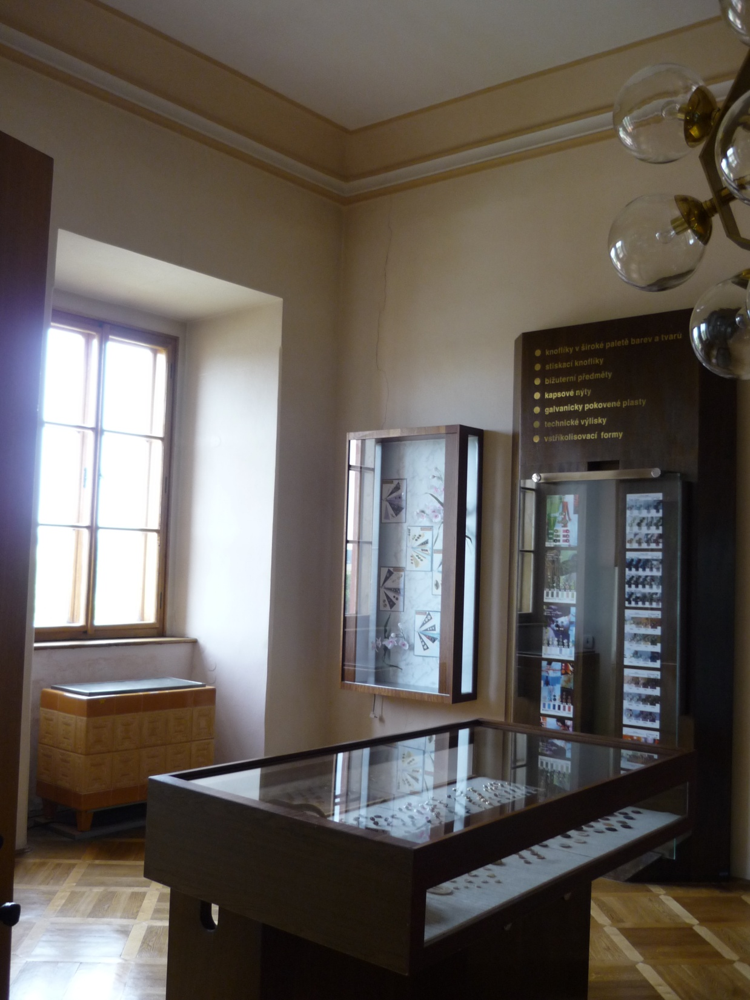 knoflíky v široké paletě barev a tvarů
stiskací knoflíky
bižuterní předměty
kapsové nýty
galvanicky pokovené plasty
technické výlisky
vstřikolisovací formy